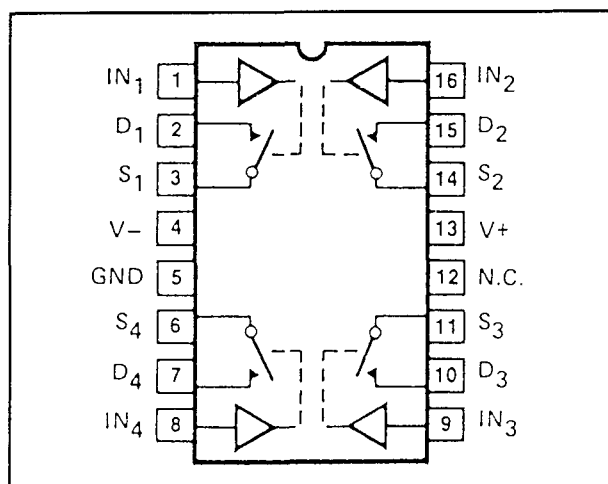 IN1 1 16 IN2
D1 2 15 D2
S1 3 14 S2
V- 4 13 V+
GND 5 12 N.C.
S4 6 11 S3
D4 7 10 D3
IN4 8 9 IN3